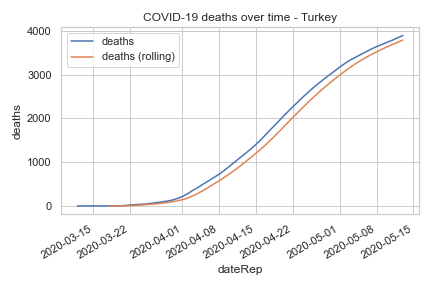 COVID-19 deaths over time - Turkey
deaths
deaths (rolling)
4000
3000
2000
1000
0
deaths
2020-03-15
2020-03-22
2020-04-01
2020-04-08
2020-04-15
2020-04-22
2020-05-01
2020-05-08
2020-05-15
dateRep